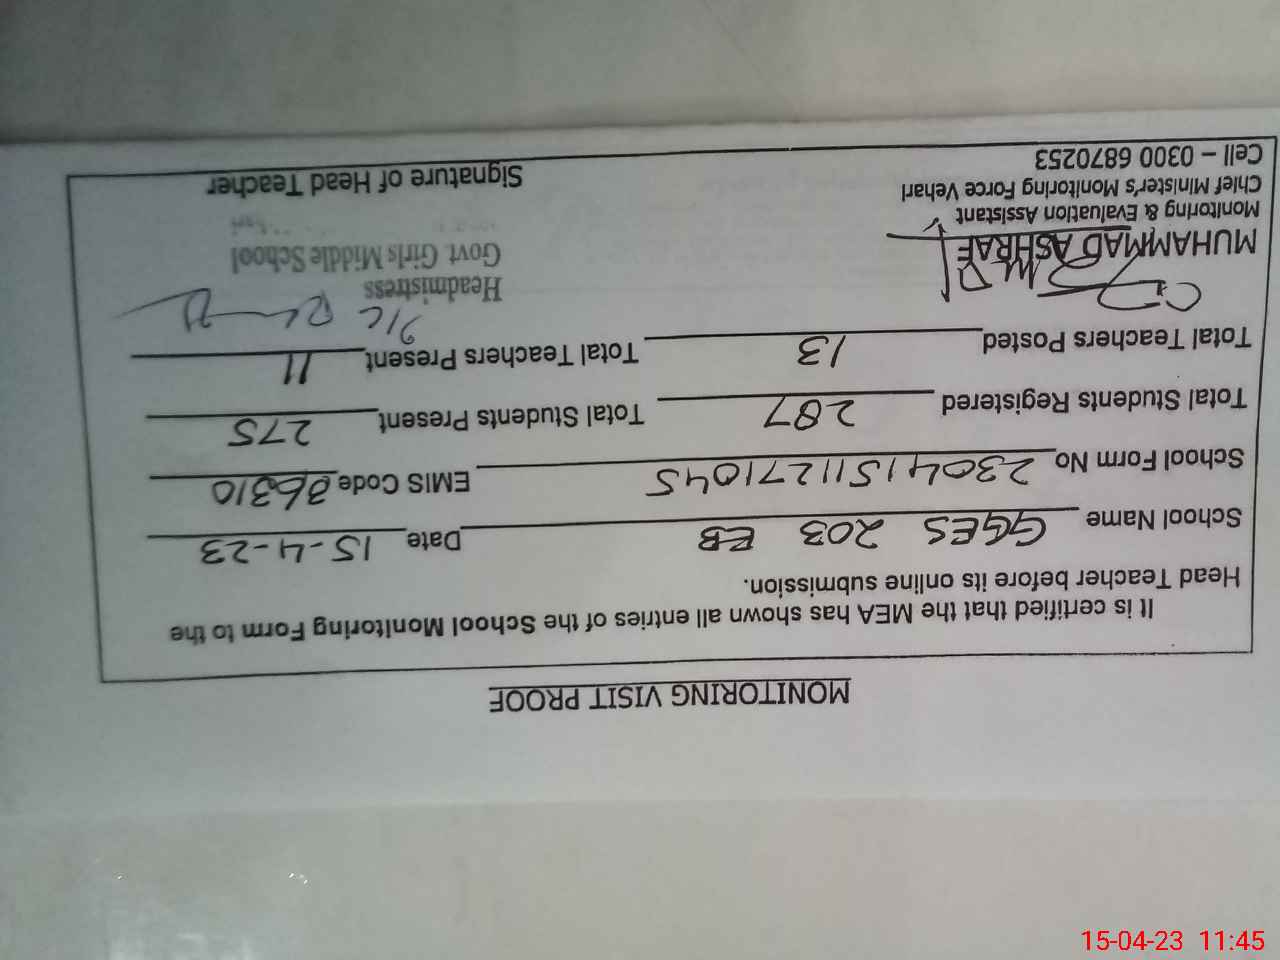 MONITORING VISIT PROOF
It is certified that the MEA has shown all entries of the School Monitoring Form to the
Head Teacher before its online submission.
School Name GGES 203 EB Date 15-4-23
School Form No 23041511271045 EMIS Code 36310
Total Students Registered 287 Total Students Present 275
Total Teachers Posted 13 Total Teachers Present 11
MUHAMMAD ASHRAF
Monitoring & Evaluation Assistant
Chief Minister's Monitoring Force Vehari
Cell – 0300 6870253
Headmistress
Govt. Girls Middle School
Signature of Head Teacher
15-04-23 11:45